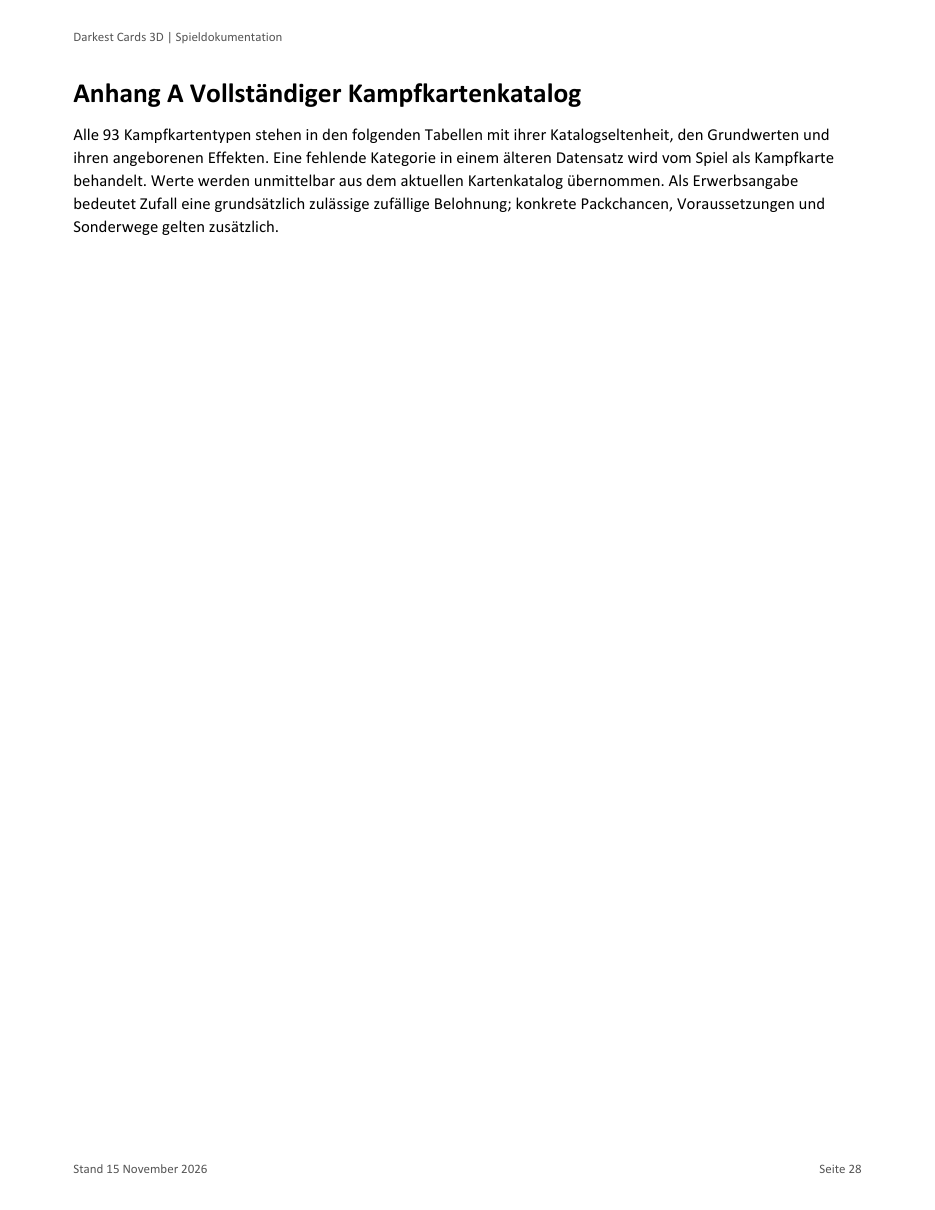 Darkest Cards 3D | Spieldokumentation
Anhang A Vollständiger Kampfkartenkatalog
Alle 93 Kampfkartentypen stehen in den folgenden Tabellen mit ihrer Katalogseltenheit, den Grundwerten und
ihren angeborenen Effekten. Eine fehlende Kategorie in einem älteren Datensatz wird vom Spiel als Kampfkarte
behandelt. Werte werden unmittelbar aus dem aktuellen Kartenkatalog übernommen. Als Erwerbsangabe
bedeutet Zufall eine grundsätzlich zulässige zufällige Belohnung; konkrete Packchancen, Voraussetzungen und
Sonderwege gelten zusätzlich.
Stand 15 November 2026
Seite 28